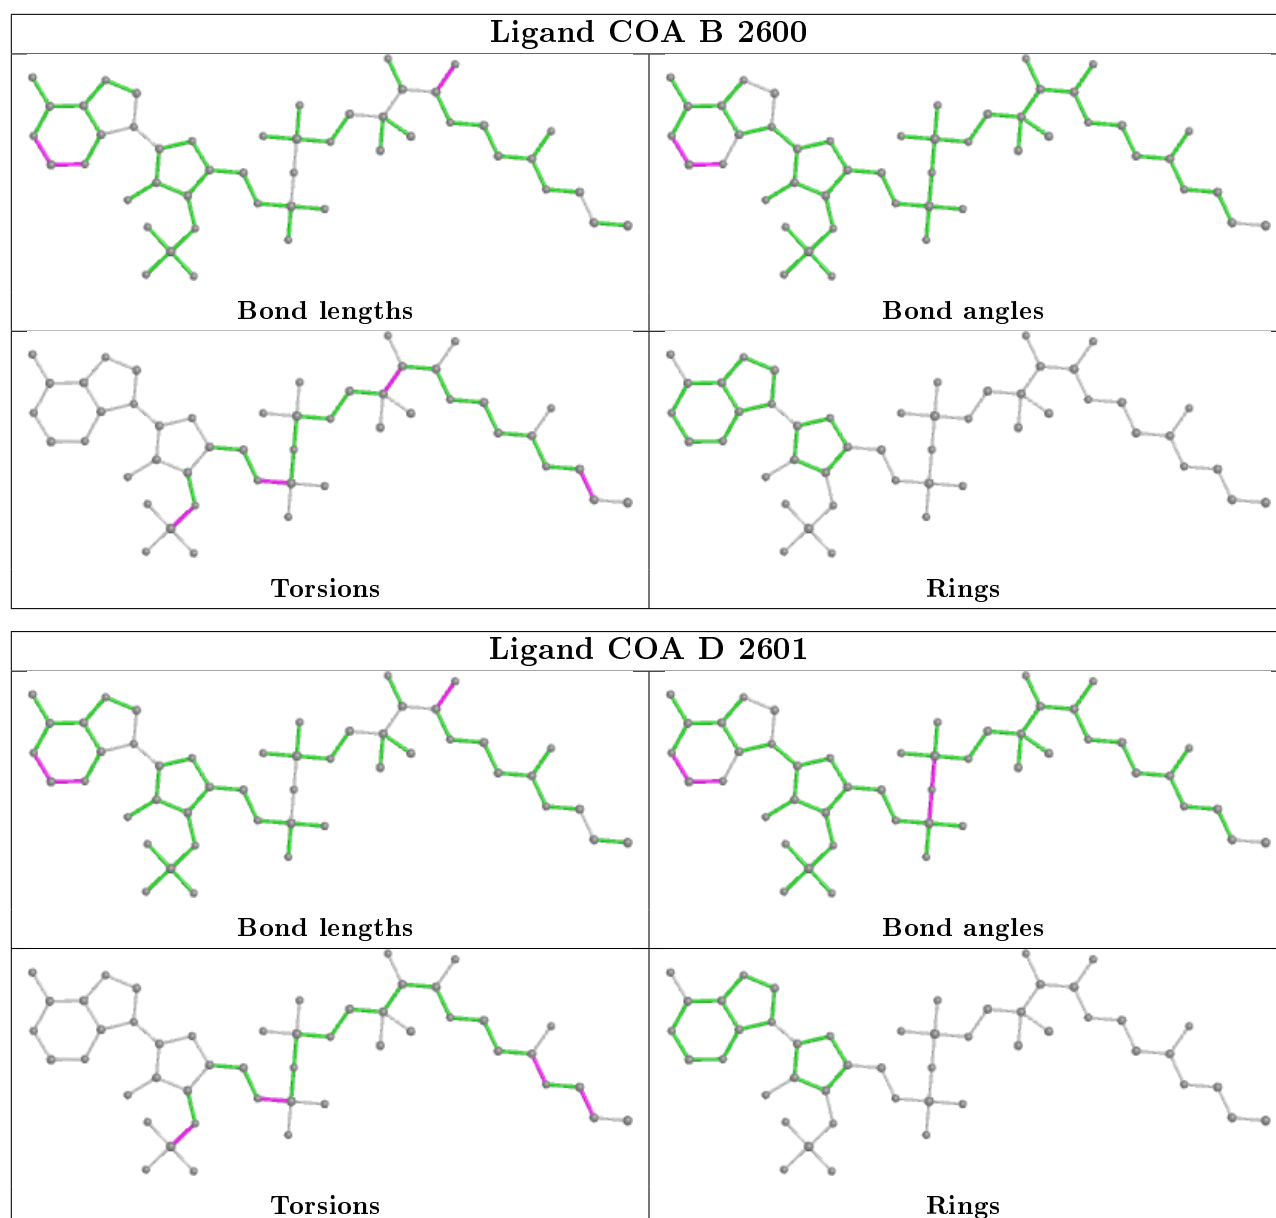 Ligand COA B 2600
Bond lengths
Bond angles
Torsions
Rings
Ligand COA D 2601
Bond lengths
Bond angles
Torsions
Rings